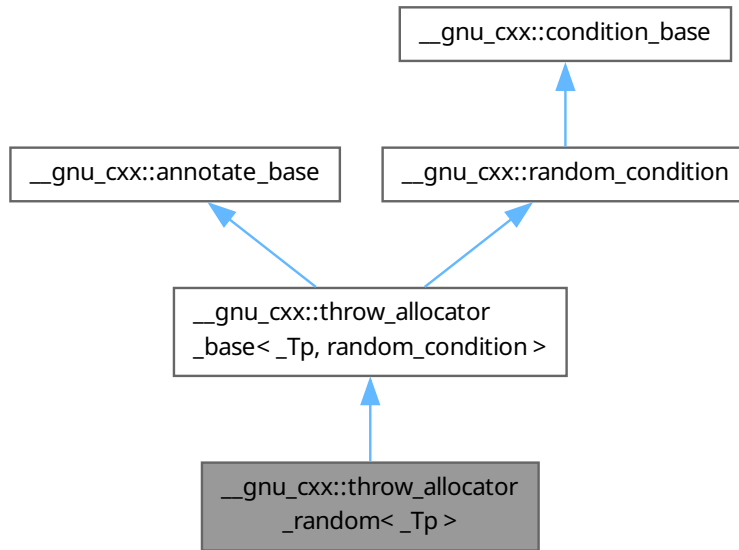 __gnu_cxx::condition_base
__gnu_cxx::annotate_base
__gnu_cxx::random_condition
__gnu_cxx::throw_allocator
_base< _Tp, random_condition >
__gnu_cxx::throw_allocator
_random< _Tp >